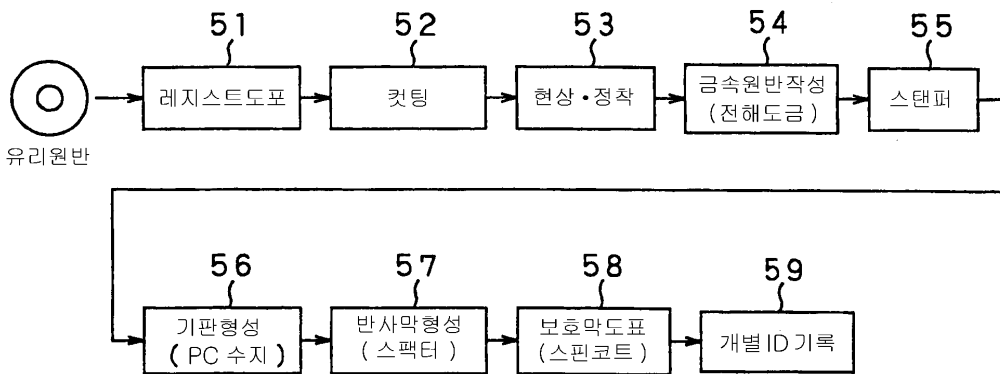 51
52
53
54
55
레지스트도포
컷팅
현상•정착
금속원반작성
(전해도금)
스탠퍼
유리원반
56
57
58
59
기판형성
(PC 수지)
반사막형성
(스팩터)
보호막도표
(스핀코트)
개별ID기록